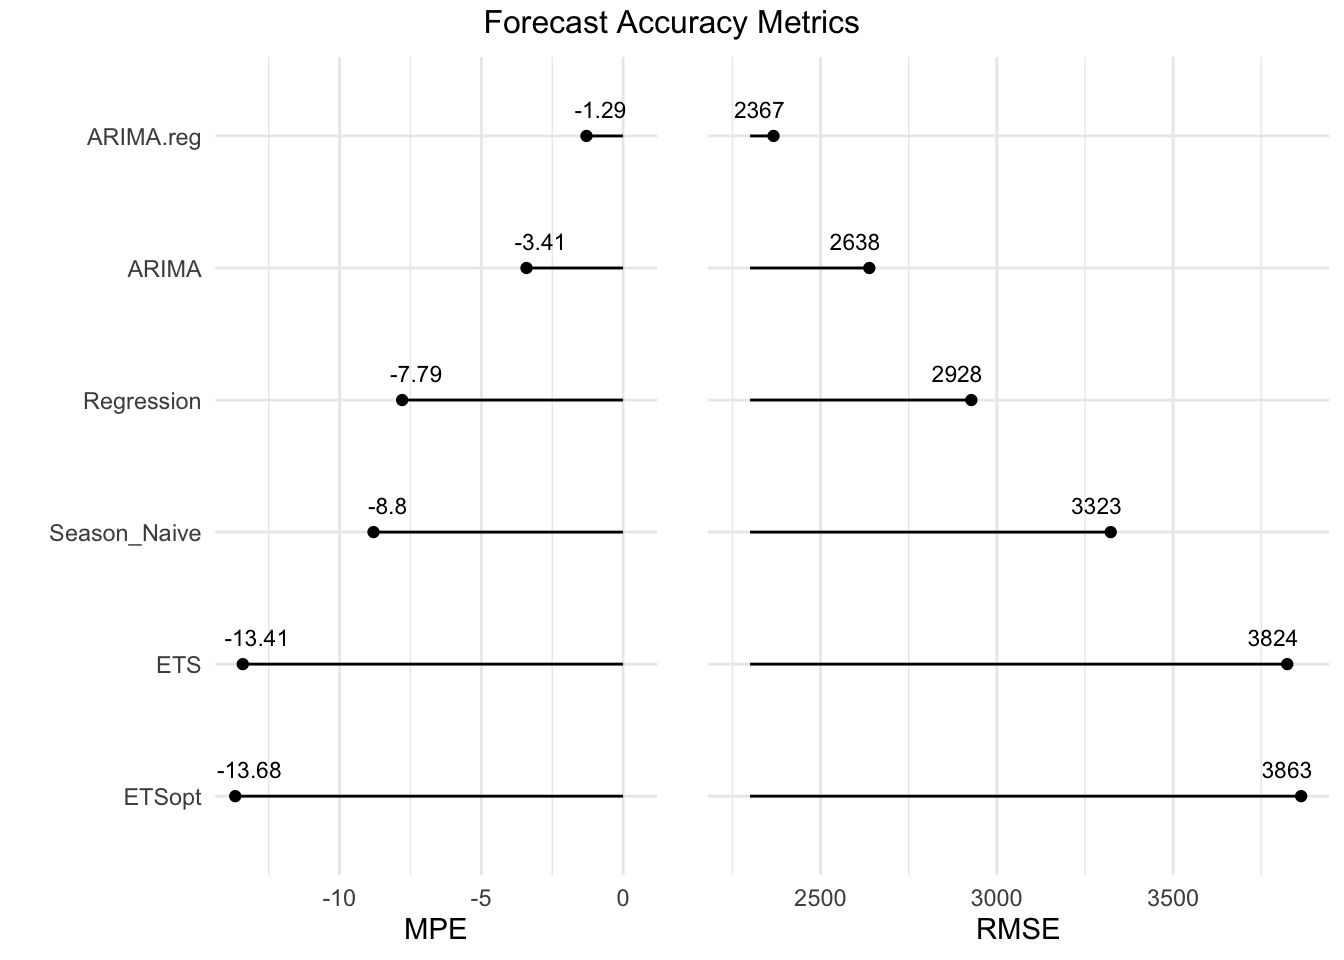 Forecast Accuracy Metrics
ARIMA.reg -1.29 2367
ARIMA -3.41 2638
Regression -7.79 2928
Season_Naive -8.8 3323
ETS -13.41 3824
ETSopt -13.68 3863
-10 -5 0 2500 3000 3500
MPE RMSE